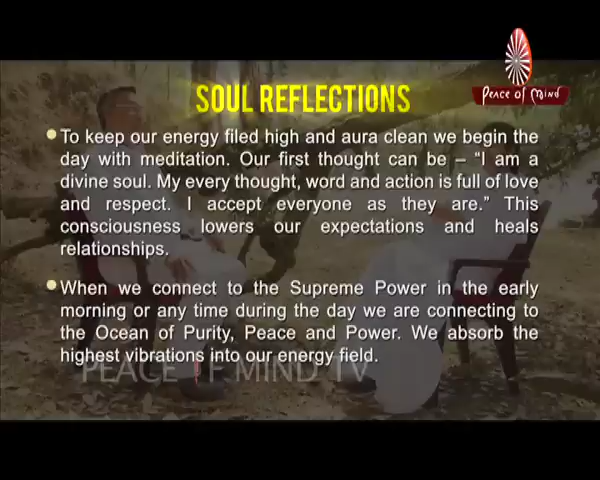 Peace of Mind
SOUL REFLECTIONS
To keep our energy filed high and aura clean we begin the
day with meditation. Our first thought can be – "I am a
divine soul. My every thought, word and action is full of love
and respect. I accept everyone as they are." This
consciousness lowers our expectations and heals
relationships.
When we connect to the Supreme Power in the early
morning or any time during the day we are connecting to
the Ocean of Purity, Peace and Power. We absorb the
highest vibrations into our energy field.
PEACE OF MIND TV